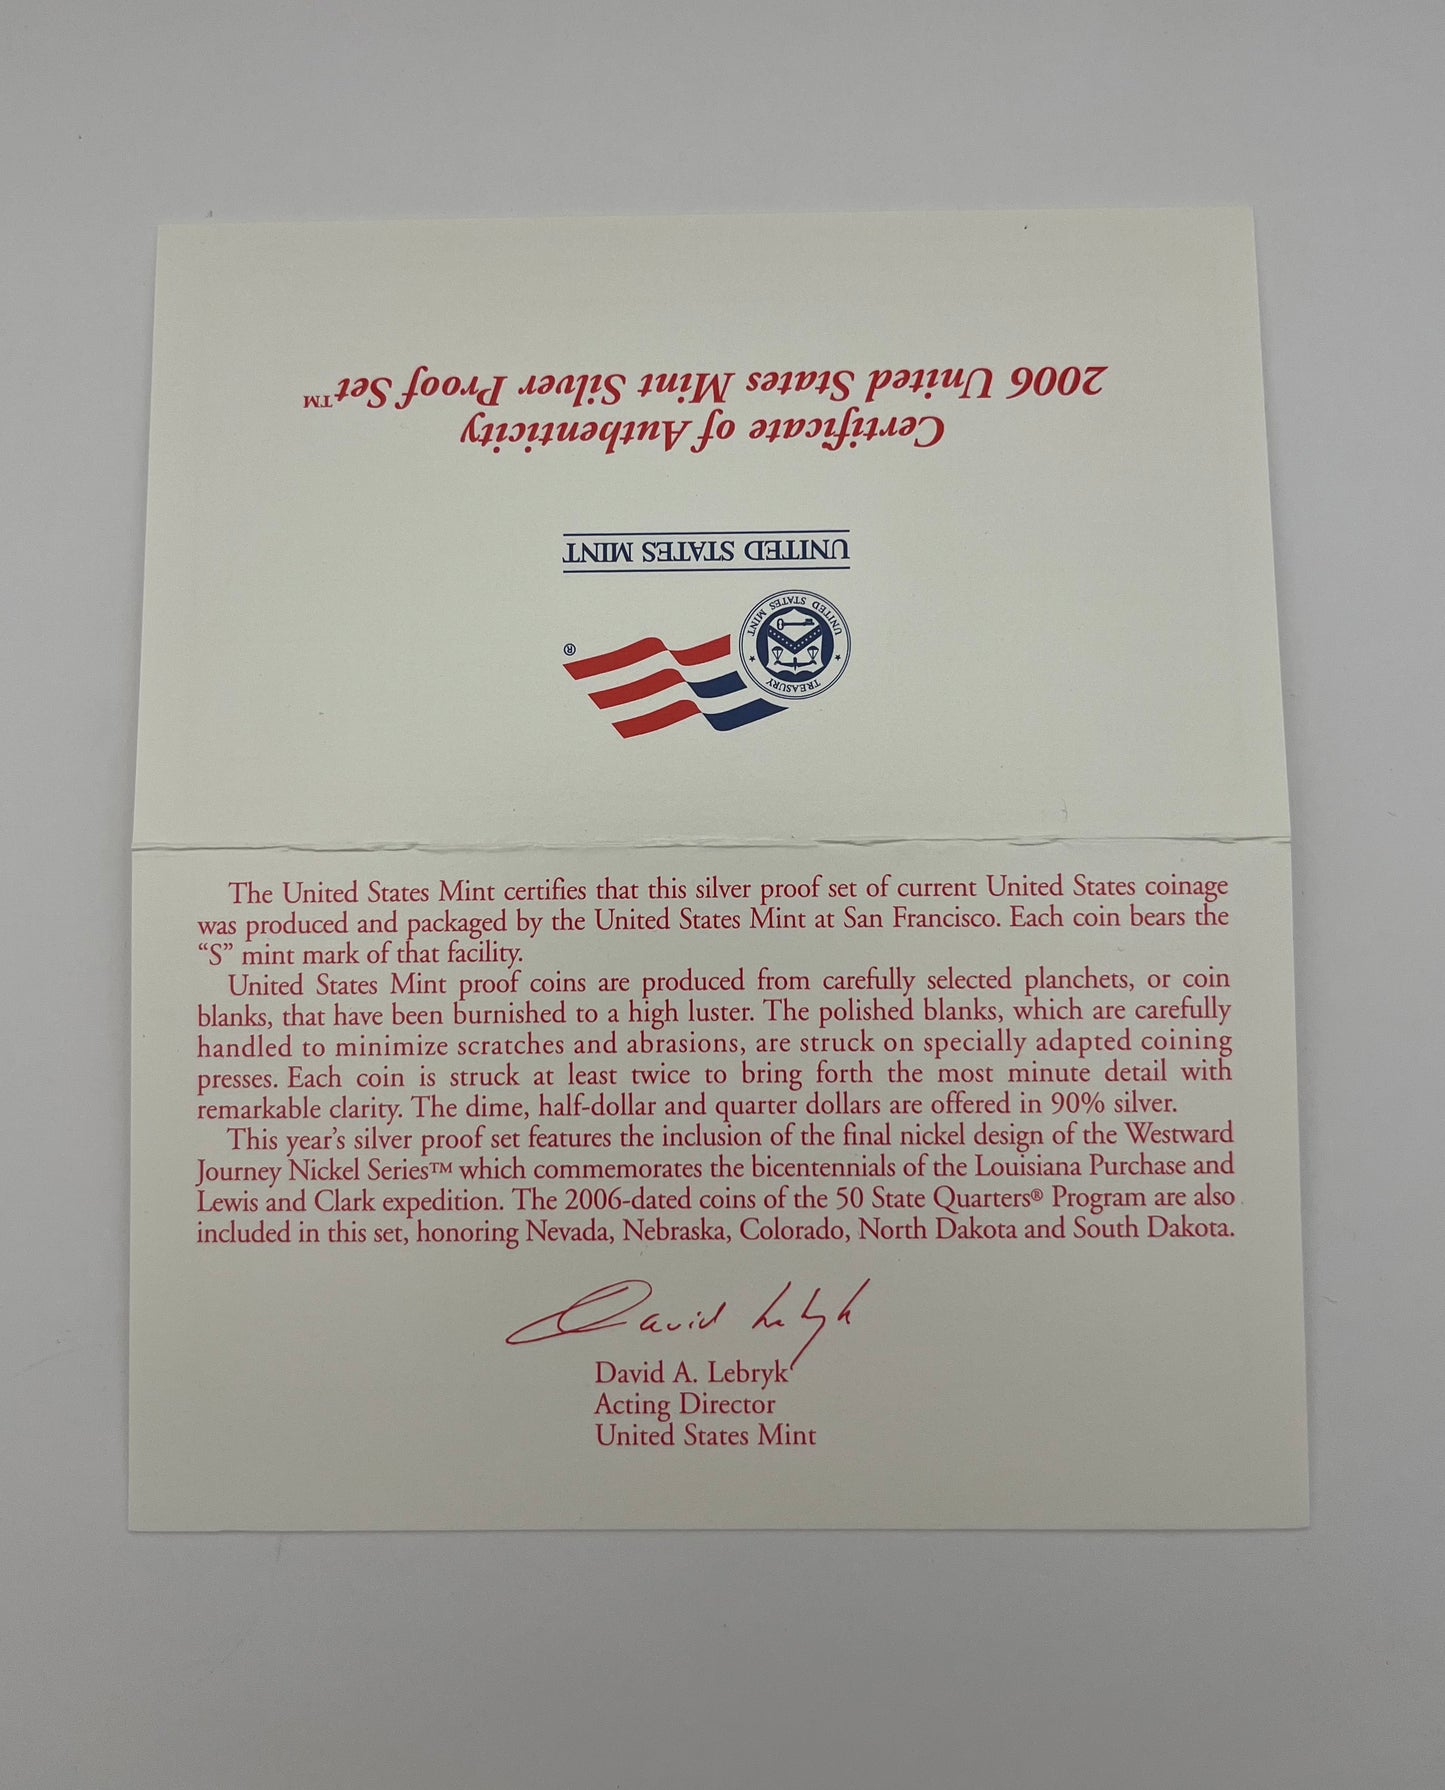 2006 United States Mint Silver Proof Set™
Certificate of Authenticity
UNITED STATES MINT
UNITED STATES MINT
TREASURY
®
The United States Mint certifies that this silver proof set of current United States coinage
was produced and packaged by the United States Mint at San Francisco. Each coin bears the
“S” mint mark of that facility.
United States Mint proof coins are produced from carefully selected planchets, or coin
blanks, that have been burnished to a high luster. The polished blanks, which are carefully
handled to minimize scratches and abrasions, are struck on specially adapted coining
presses. Each coin is struck at least twice to bring forth the most minute detail with
remarkable clarity. The dime, half-dollar and quarter dollars are offered in 90% silver.
This year’s silver proof set features the inclusion of the final nickel design of the Westward
Journey Nickel Series™ which commemorates the bicentennials of the Louisiana Purchase and
Lewis and Clark expedition. The 2006-dated coins of the 50 State Quarters® Program are also
included in this set, honoring Nevada, Nebraska, Colorado, North Dakota and South Dakota.
David Lebryk
David A. Lebryk
Acting Director
United States Mint